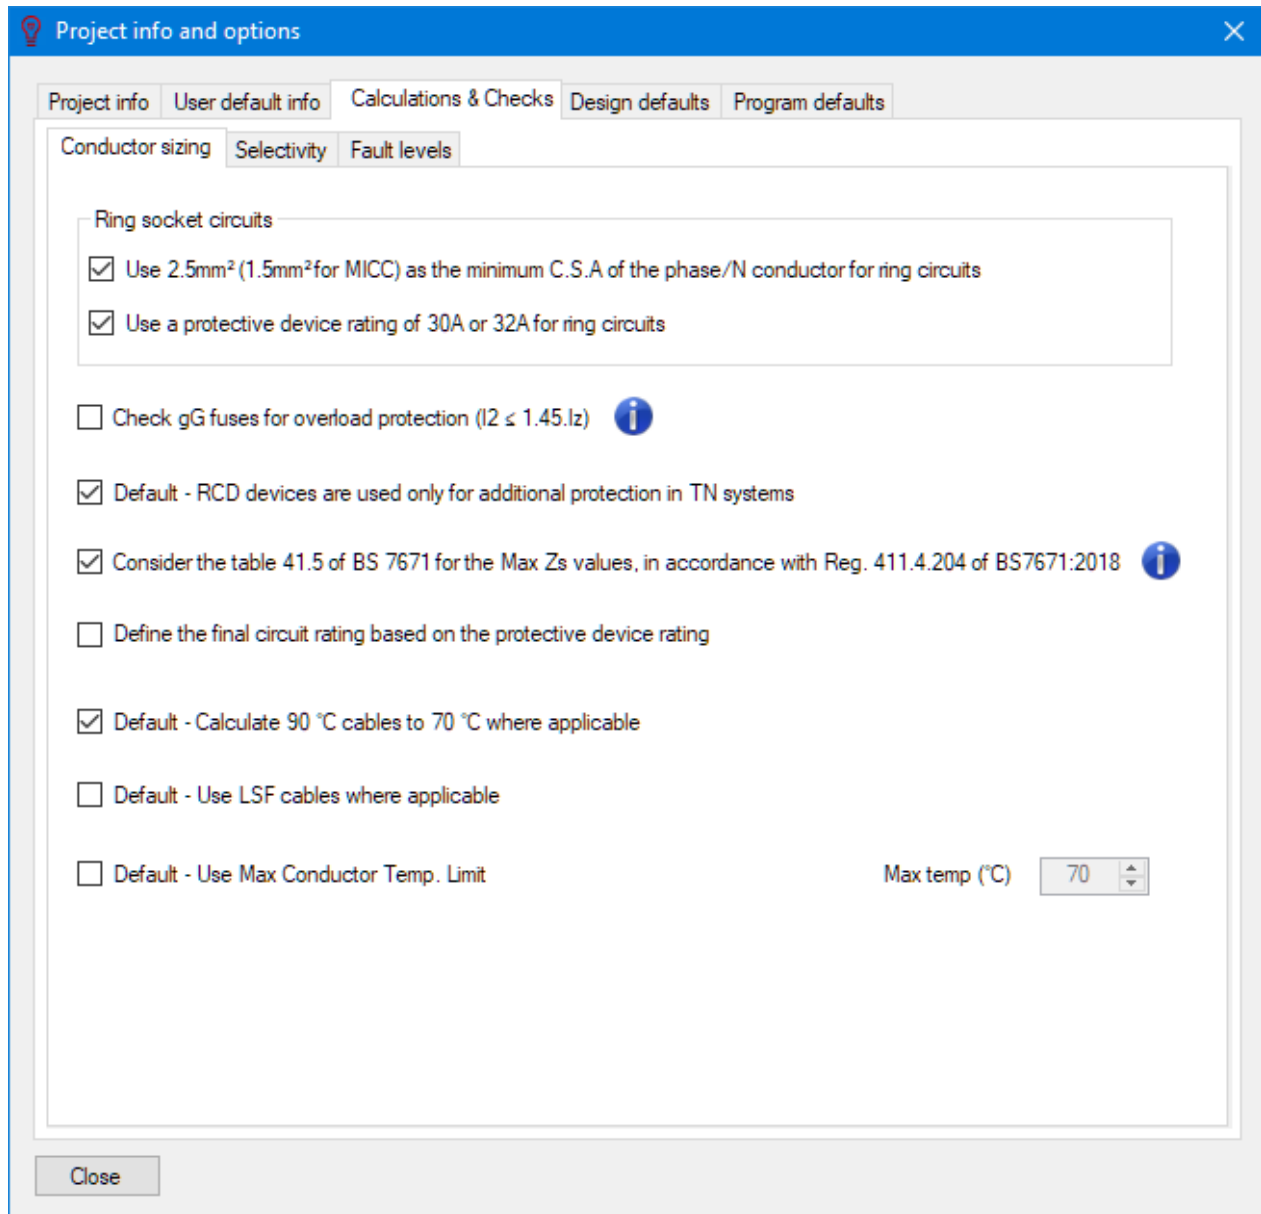 Project info and options
Project info User default info Calculations & Checks Design defaults Program defaults
Conductor sizing Selectivity Fault levels
Ring socket circuits
Use 2.5mm² (1.5mm² for MICC) as the minimum C.S.A of the phase/N conductor for ring circuits
Use a protective device rating of 30A or 32A for ring circuits
Check gG fuses for overload protection (I2 ≤ 1.45.Iz)
Default - RCD devices are used only for additional protection in TN systems
Consider the table 41.5 of BS 7671 for the Max Zs values, in accordance with Reg. 411.4.204 of BS7671:2018
Define the final circuit rating based on the protective device rating
Default - Calculate 90 °C cables to 70 °C where applicable
Default - Use LSF cables where applicable
Default - Use Max Conductor Temp. Limit Max temp (°C) 70
Close